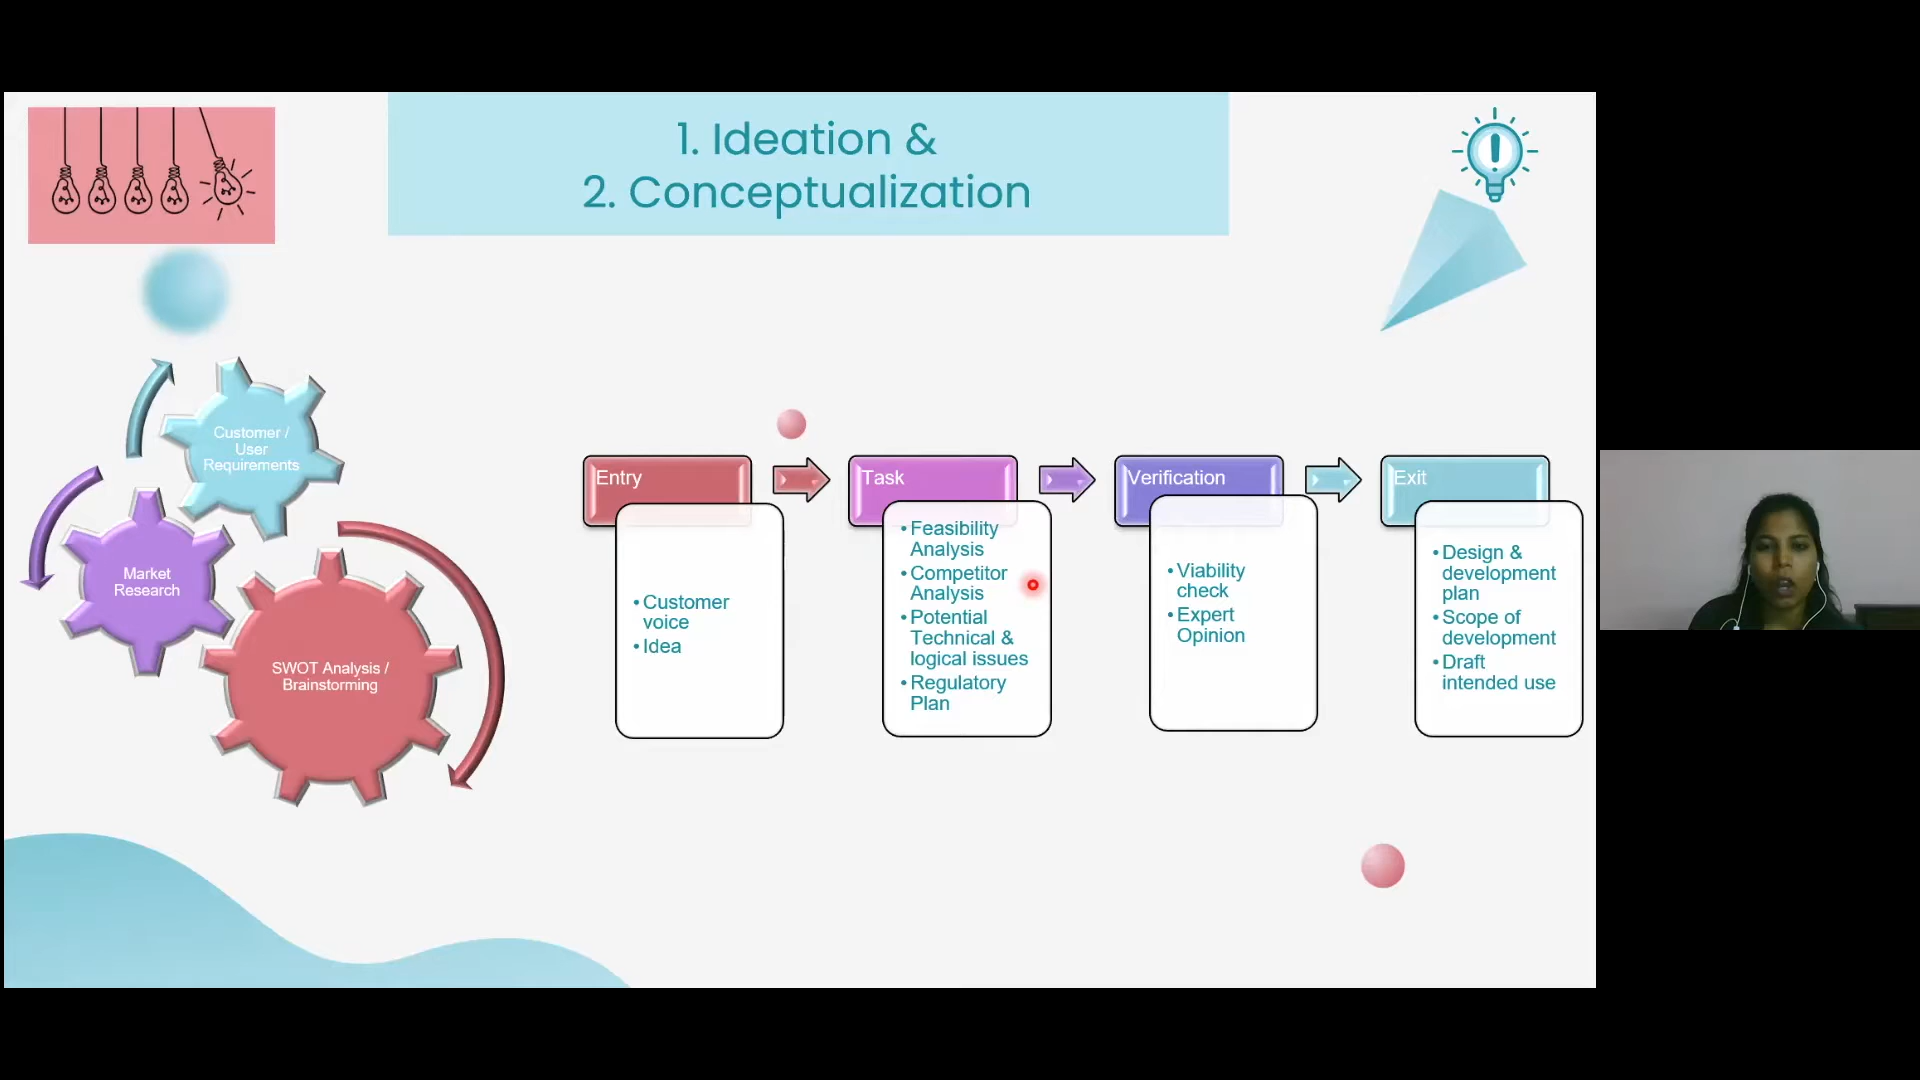 1. Ideation &
2. Conceptualization
Customer /
User
Requirements
Market
Research
SWOT Analysis /
Brainstorming
Entry
•Customer
voice
•Idea
Task
•Feasibility
Analysis
•Competitor
Analysis
•Potential
Technical &
logical issues
•Regulatory
Plan
Verification
•Viability
check
•Expert
Opinion
Exit
•Design &
development
plan
•Scope of
development
•Draft
intended use